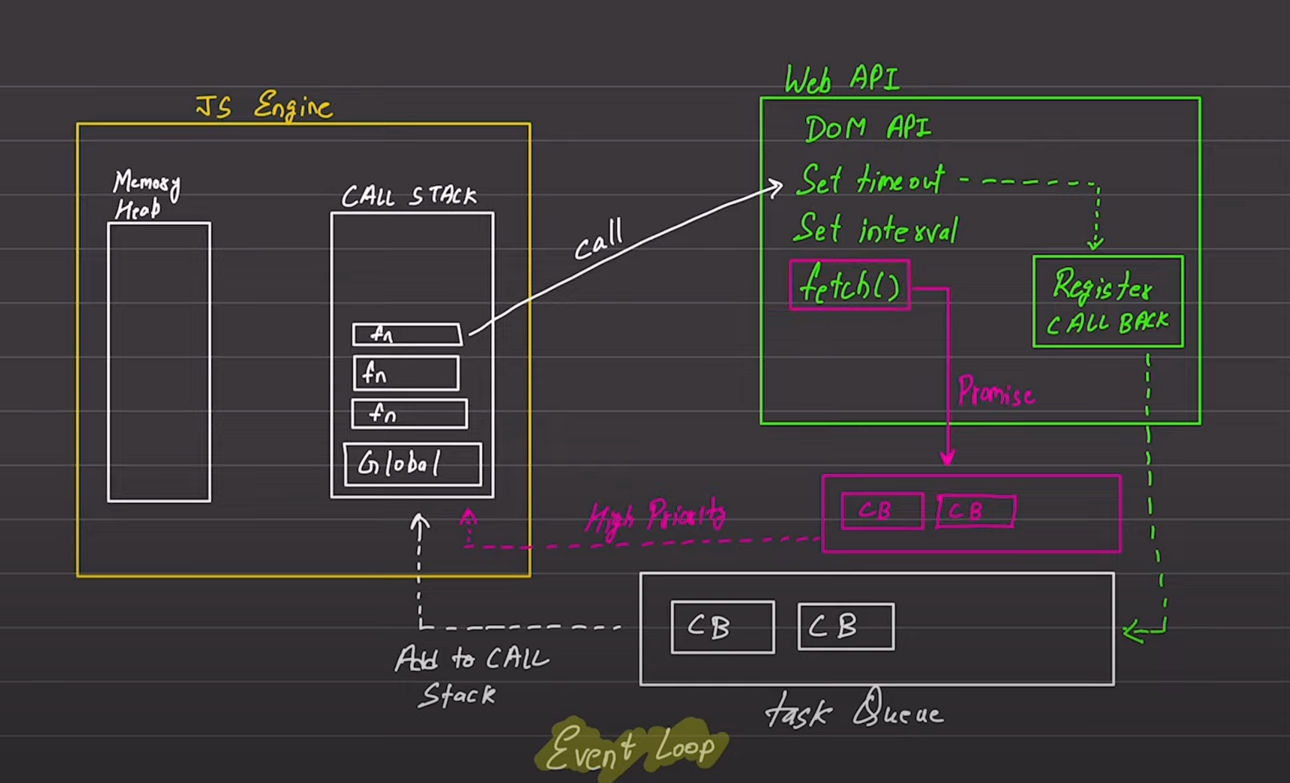 JS Engine
Memory
Heap
CALL STACK
fn
fn
fn
Global
call
Web API
DOM API
Set timeout
Set interval
fetch()
Register
CALL BACK
Promise
High Priority
CB CB
CB CB
Add to CALL
Stack
task Queue
Event Loop